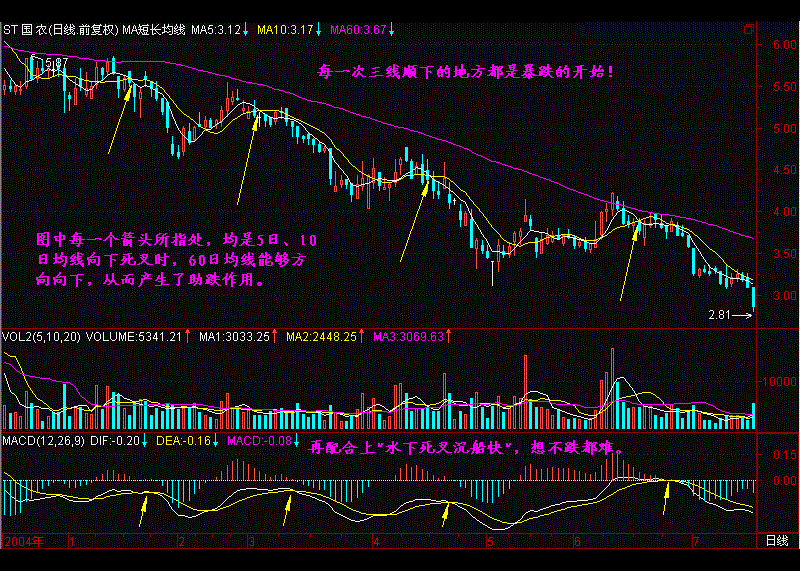 ST 国 农(日线.前复权) MA短长均线 MA5:3.12↓ MA10:3.17↓ MA60:3.67↓
6.00
15.87
每一次三线顺下的地方都是暴跌的开始！
5.50
5.00
4.50
4.00
图中每一个箭头所指处，均是5日、10
日均线向下死叉时，60日均线能够方
向向下，从而产生了助跌作用。
3.50
3.00
2.81→
VOL2(5,10,20) VOLUME:5341.21↑ MA1:3033.25↑ MA2:2448.25↑ MA3:3069.63↑
10000
MACD(12,26,9) DIF:-0.20↓ DEA:-0.16↓ MACD:-0.08↓
再配合上"水下死叉沉船快"，想不跌都难。
0.15
0.00
2004年 1 2 3 4 5 6 7 日线